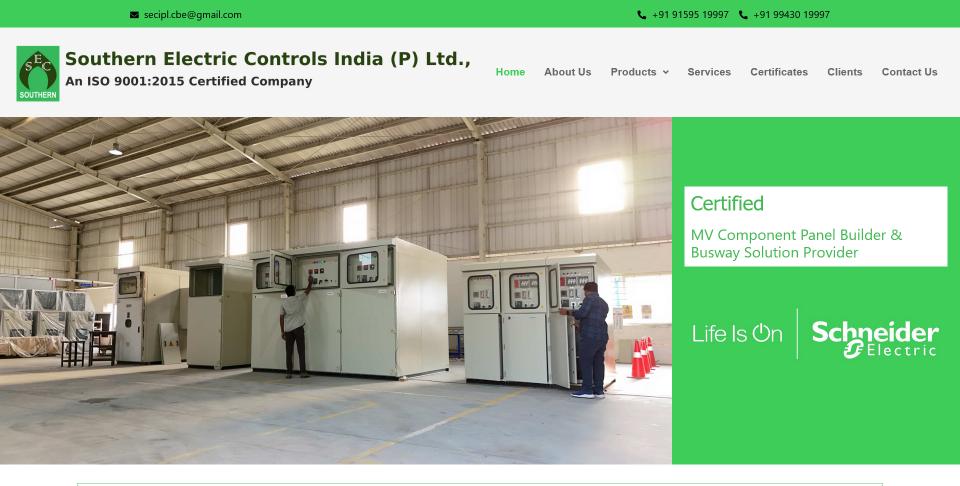 secipl.cbe@gmail.com
+91 91595 19997
+91 99430 19997
SEC
SOUTHERN
Southern Electric Controls India (P) Ltd.,
An ISO 9001:2015 Certified Company
Home
About Us
Products
Services
Certificates
Clients
Contact Us
Certified
MV Component Panel Builder &
Busway Solution Provider
Life Is On
Schneider
Electric